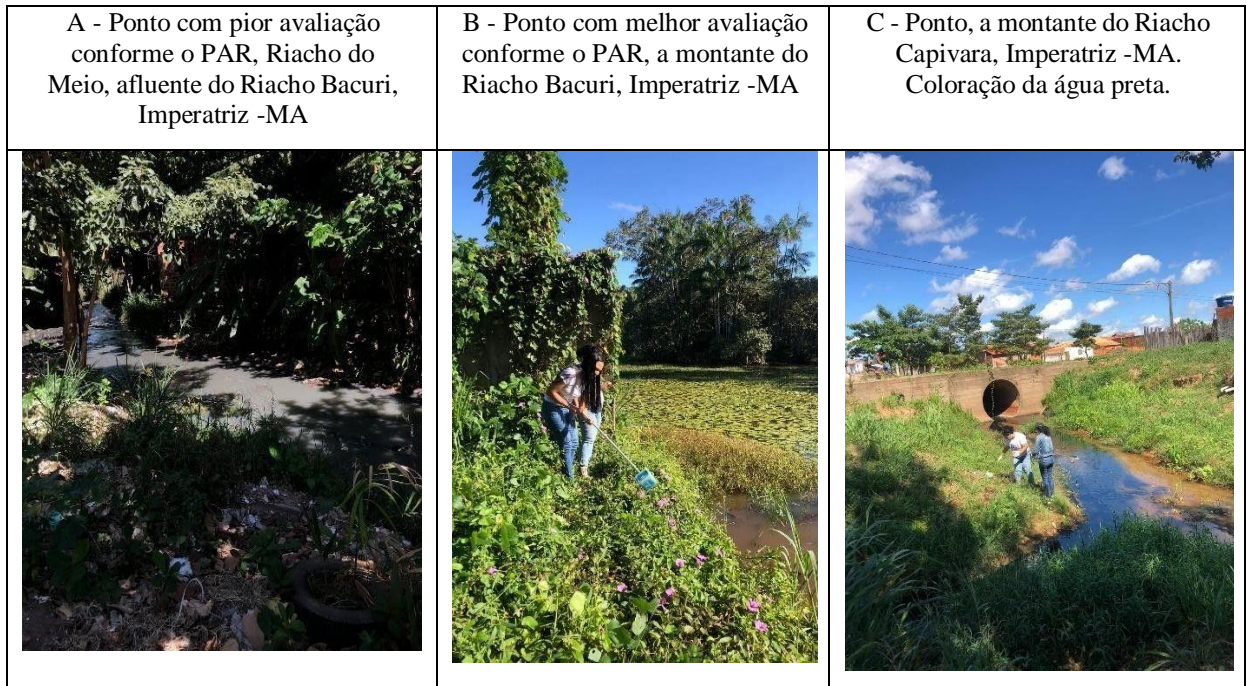 A - Ponto com pior avaliação
conforme o PAR, Riacho do
Meio, afluente do Riacho Bacuri,
Imperatriz -MA
B - Ponto com melhor avaliação
conforme o PAR, a montante do
Riacho Bacuri, Imperatriz -MA
C - Ponto, a montante do Riacho
Capivara, Imperatriz -MA.
Coloração da água preta.